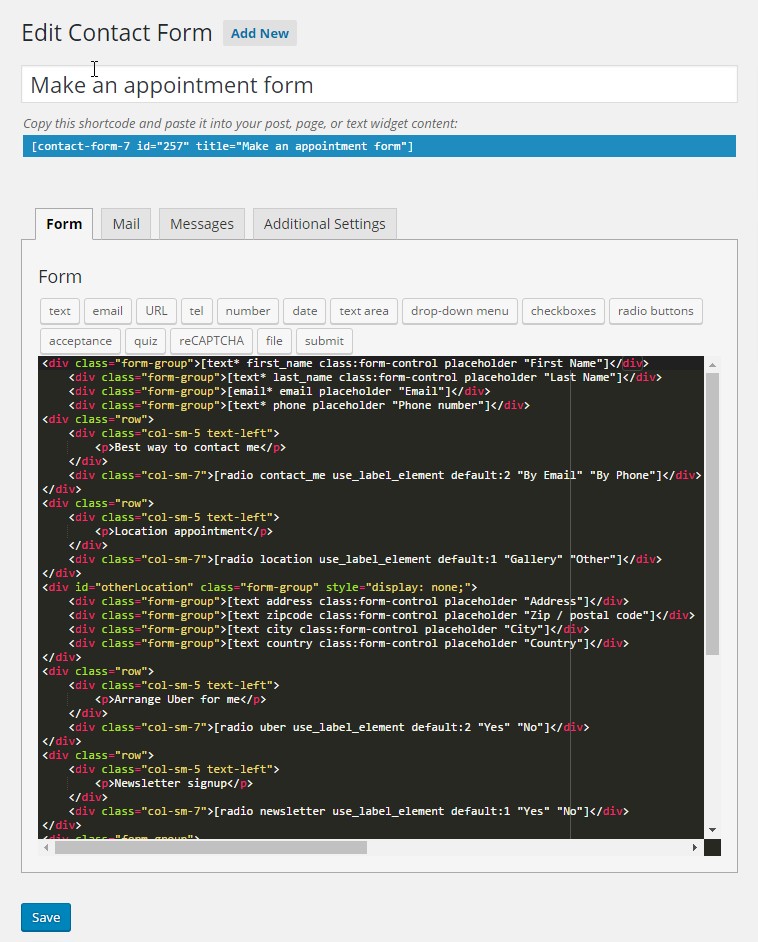 Edit Contact Form Add New
Make an appointment form
Copy this shortcode and paste it into your post, page, or text widget content:
[contact-form-7 id="257" title="Make an appointment form"]
Form Mail Messages Additional Settings
Form
text email URL tel number date text area drop-down menu checkboxes radio buttons
acceptance quiz reCAPTCHA file submit
<div class="form-group">[text* first_name class:form-control placeholder "First Name"]</div>
<div class="form-group">[text* last_name class:form-control placeholder "Last Name"]</div>
<div class="form-group">[email* email placeholder "Email"]</div>
<div class="form-group">[text* phone placeholder "Phone number"]</div>
<div class="row">
<div class="col-sm-5 text-left">
<p>Best way to contact me</p>
</div>
<div class="col-sm-7">[radio contact_me use_label_element default:2 "By Email" "By Phone"]</div>
</div>
<div class="row">
<div class="col-sm-5 text-left">
<p>Location appointment</p>
</div>
<div class="col-sm-7">[radio location use_label_element default:1 "Gallery" "Other"]</div>
</div>
<div id="otherLocation" class="form-group" style="display: none;">
<div class="form-group">[text address class:form-control placeholder "Address"]</div>
<div class="form-group">[text zipcode class:form-control placeholder "Zip / postal code"]</div>
<div class="form-group">[text city class:form-control placeholder "City"]</div>
<div class="form-group">[text country class:form-control placeholder "Country"]</div>
</div>
<div class="row">
<div class="col-sm-5 text-left">
<p>Arrange Uber for me</p>
</div>
<div class="col-sm-7">[radio uber use_label_element default:2 "Yes" "No"]</div>
</div>
<div class="row">
<div class="col-sm-5 text-left">
<p>Newsletter signup</p>
</div>
<div class="col-sm-7">[radio newsletter use_label_element default:1 "Yes" "No"]</div>
</div>
<div class="form-group">
Save